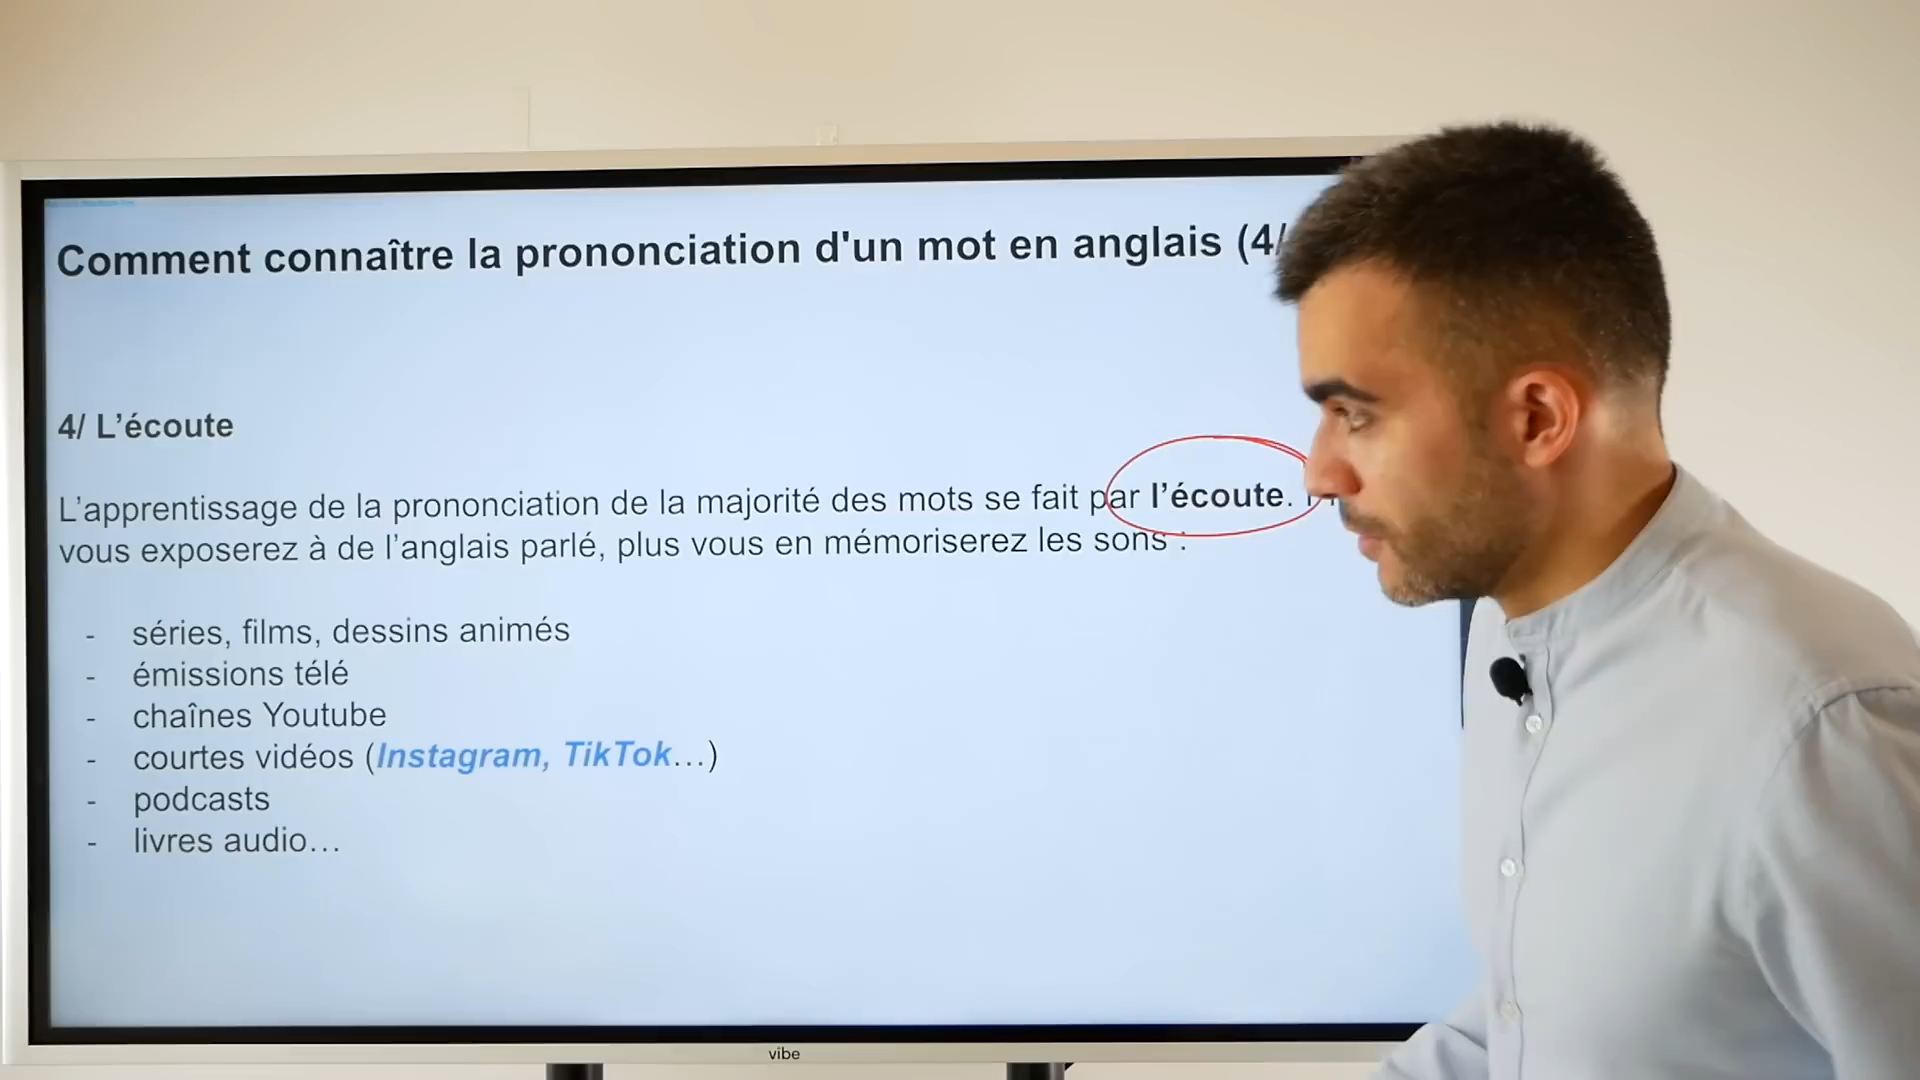 Comment connaître la prononciation d'un mot en anglais (4/
4/ L'écoute
L'apprentissage de la prononciation de la majorité des mots se fait par l'écoute.
vous exposerez à de l'anglais parlé, plus vous en mémoriserez les sons :
- séries, films, dessins animés
- émissions télé
- chaînes Youtube
- courtes vidéos (Instagram, TikTok…)
- podcasts
- livres audio…
vibe